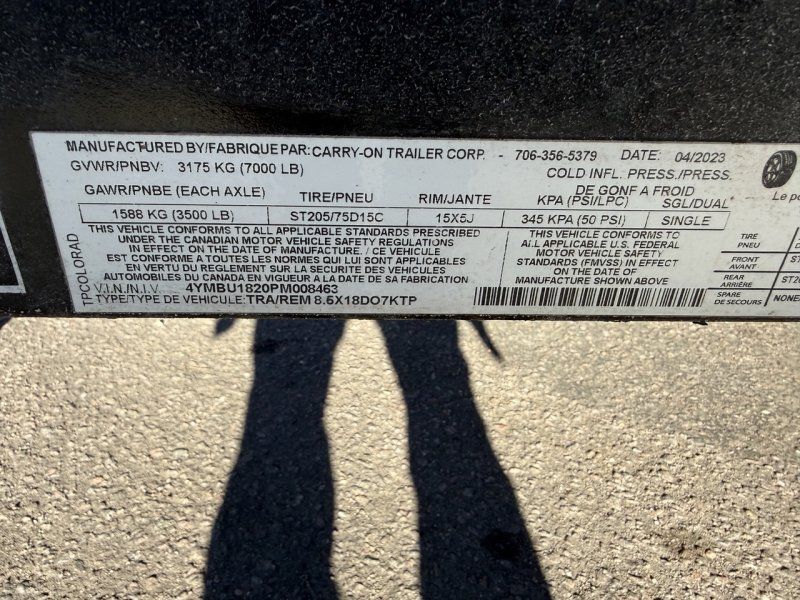 MANUFACTURED BY/FABRIQUE PAR: CARRY-ON TRAILER CORP. - 706-356-5379 DATE: 04/2023
GVWR/PNBV: 3175 KG (7000 LB) COLD INFL. PRESS./PRESS.
GAWR/PNBE (EACH AXLE) TIRE/PNEU RIM/JANTE DE GONF A FROID
KPA (PSI/LPC) SGL/DUAL
1588 KG (3500 LB) ST205/75D15C 15X5J 345 KPA (50 PSI) SINGLE
THIS VEHICLE CONFORMS TO ALL APPLICABLE STANDARDS PRESCRIBED
UNDER THE CANADIAN MOTOR VEHICLE SAFETY REGULATIONS
IN EFFECT ON THE DATE OF MANUFACTURE. / CE VEHICULE
EST CONFORME A TOUTES LES NORMES QUI LUI SONT APPLICABLES
EN VERTU DU REGLEMENT SUR LA SECURITE DES VEHICULES
AUTOMOBILES DU CANADA EN VIGUEUR A LA DATE DE SA FABRICATION
THIS VEHICLE CONFORMS TO
ALL APPLICABLE U.S. FEDERAL
MOTOR VEHICLE SAFETY
STANDARDS (FMVSS) IN EFFECT
ON THE DATE OF
MANUFACTURE SHOWN ABOVE
V.I.N./N.I.V. 4YMBU1820PM008463
TYPE/TYPE DE VEHICULE: TRA/REM 8.5X18DO7KTP
TPCOLORAD
Le po
TIRE
PNEU
FRONT
AVANT ST
REAR
ARRIÈRE ST20
SPARE
DE SECOURS NONE